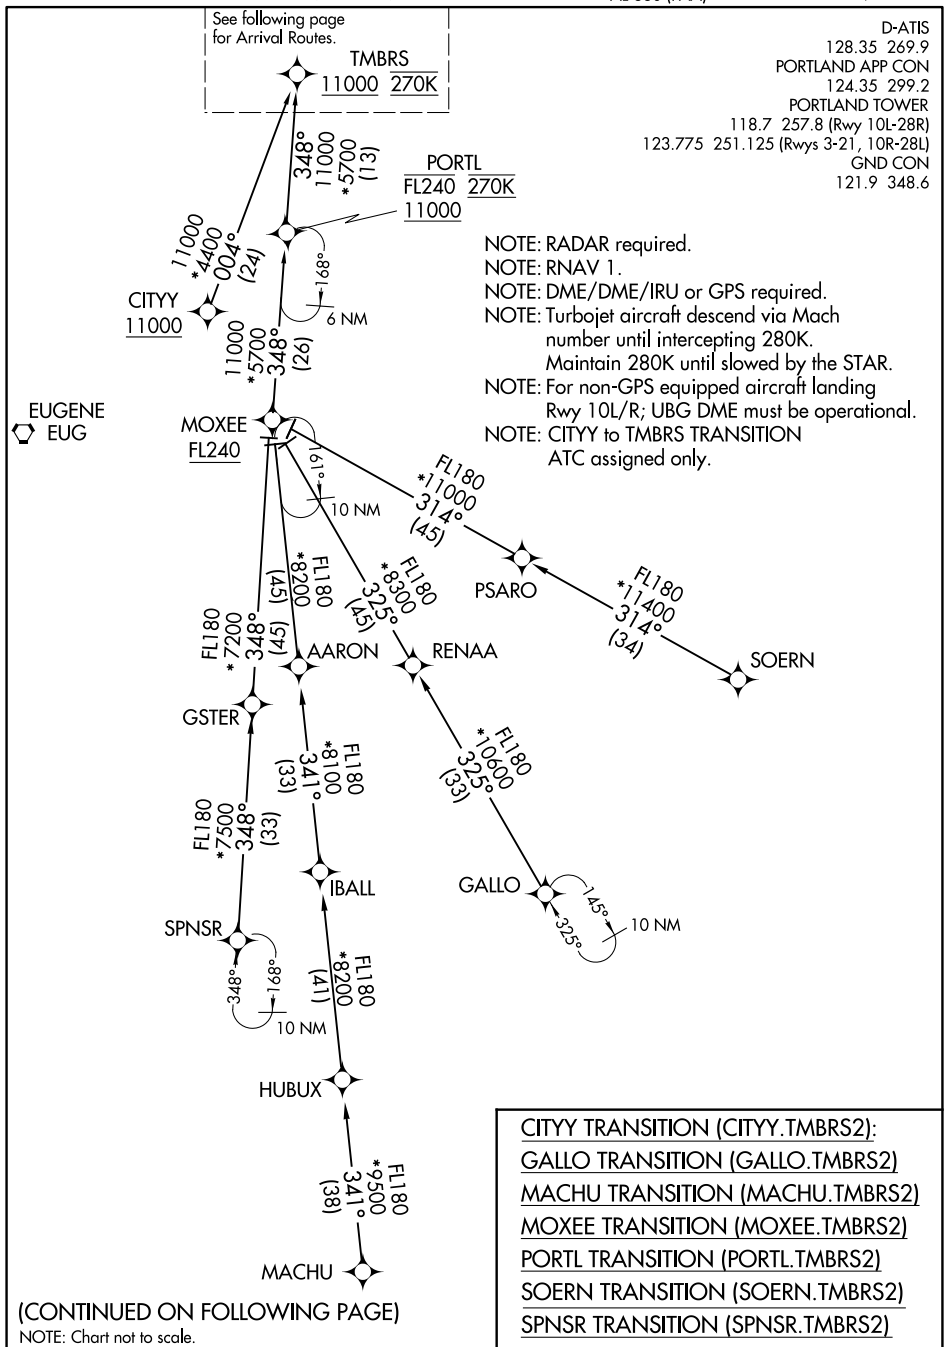 See following page
for Arrival Routes.
TMBRS
11000 270K
D-ATIS
128.35 269.9
PORTLAND APP CON
124.35 299.2
PORTLAND TOWER
118.7 257.8 (Rwy 10L-28R)
123.775 251.125 (Rwys 3-21, 10R-28L)
GND CON
121.9 348.6
348°
11000
*5700
(13)
PORTL
FL240 270K
11000
11000
*4400
004°
(24)
CITYY
11000
168°
6 NM
11000
*5700
348°
(26)
NOTE: RADAR required.
NOTE: RNAV 1.
NOTE: DME/DME/IRU or GPS required.
NOTE: Turbojet aircraft descend via Mach
number until intercepting 280K.
Maintain 280K until slowed by the STAR.
NOTE: For non-GPS equipped aircraft landing
Rwy 10L/R; UBG DME must be operational.
NOTE: CITYY to TMBRS TRANSITION
ATC assigned only.
EUGENE
EUG
MOXEE
FL240
161°
10 NM
FL180
*11000
314°
(45)
PSARO
FL180
*11400
314°
(34)
SOERN
FL180
*8300
325°
(45)
RENAA
FL180
*8200
(45)
AARON
FL180
*7200
348°
(45)
GSTER
FL180
*10600
325°
(33)
GALLO
145°
325°
10 NM
FL180
*8100
341°
(33)
IBALL
FL180
*7500
348°
(33)
SPNSR
348°
168°
10 NM
FL180
*8200
(41)
HUBUX
FL180
*9500
341°
(38)
MACHU
CITYY TRANSITION (CITYY.TMBRS2):
GALLO TRANSITION (GALLO.TMBRS2)
MACHU TRANSITION (MACHU.TMBRS2)
MOXEE TRANSITION (MOXEE.TMBRS2)
PORTL TRANSITION (PORTL.TMBRS2)
SOERN TRANSITION (SOERN.TMBRS2)
SPNSR TRANSITION (SPNSR.TMBRS2)
(CONTINUED ON FOLLOWING PAGE)
NOTE: Chart not to scale.